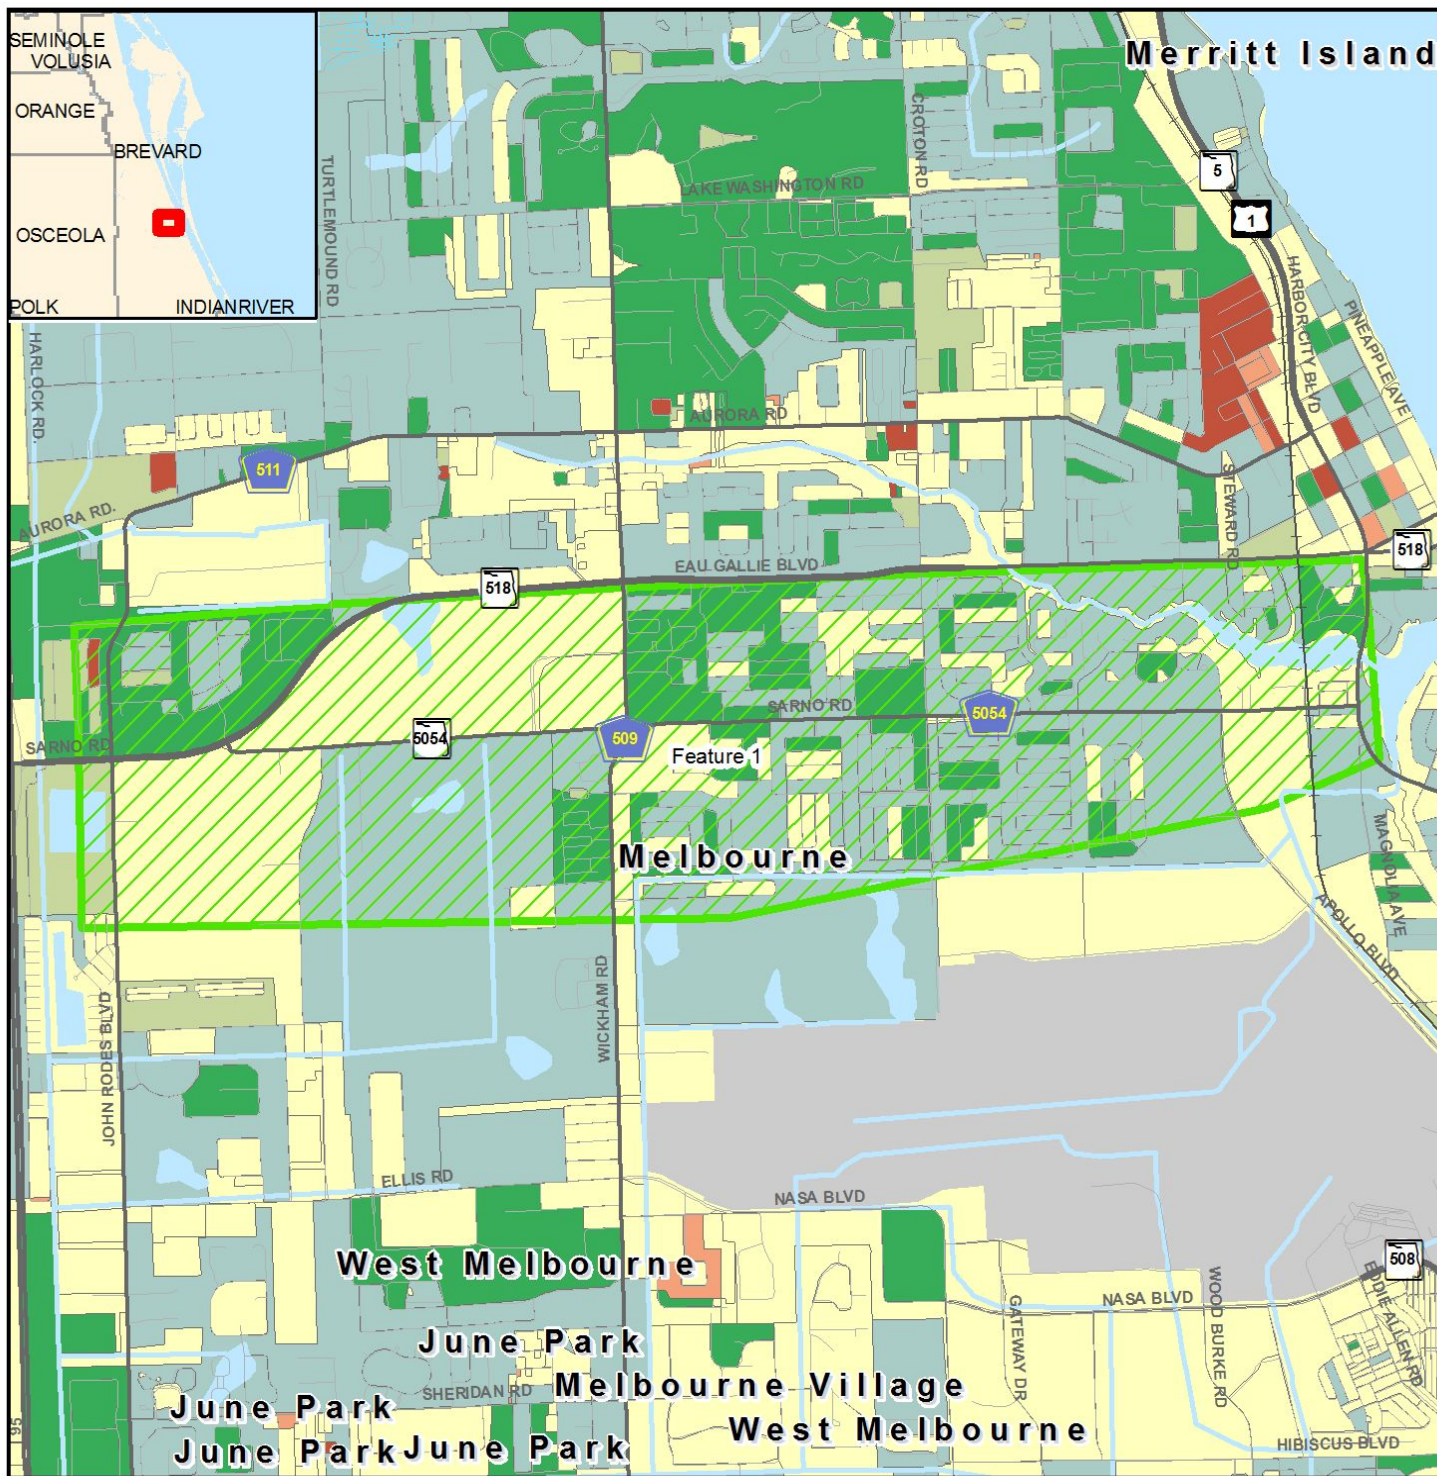 SEMINOLE
VOLUSIA
ORANGE
BREVARD
OSCEOLA
POLK
INDIAN RIVER
Merritt Island
CROTON RD
TURTLEMOUND RD
LAKE WASHINGTON RD
5
1
HARBOR CITY BLVD
PINEAPPLE AVE
HARLOCK RD.
AURORA RD
511
AURORA RD.
STEWARD RD
518
EAU GALLIE BLVD
518
SARNO RD
5054
SARNO RD
5054
509
Feature 1
Melbourne
MAGNOLIA AVE
APOLLO BLVD
JOHN RODES BLVD
WICKHAM RD
ELLIS RD
NASA BLVD
West Melbourne
508
NASA BLVD
GATEWAY DR
WOOD BURKE RD
EDDIE ALLEN RD
June Park
SHERIDAN RD
Melbourne Village
June Park
West Melbourne
95
June Park
June Park
HIBISCUS BLVD